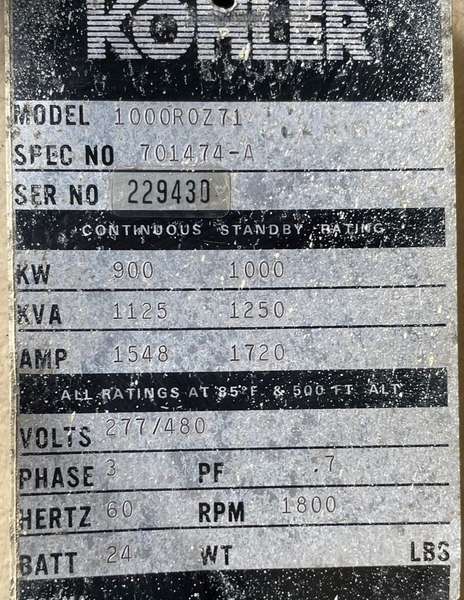 KOHLER
MODEL 1000ROZ71
SPEC NO 701474-A
SER NO 229430
CONTINUOUS STANDBY RATING
KW 900 1000
KVA 1125 1250
AMP 1548 1720
ALL RATINGS AT 85°F & 500 FT ALT
VOLTS 277/480
PHASE 3 PF .7
HERTZ 60 RPM 1800
BATT 24 WT LBS